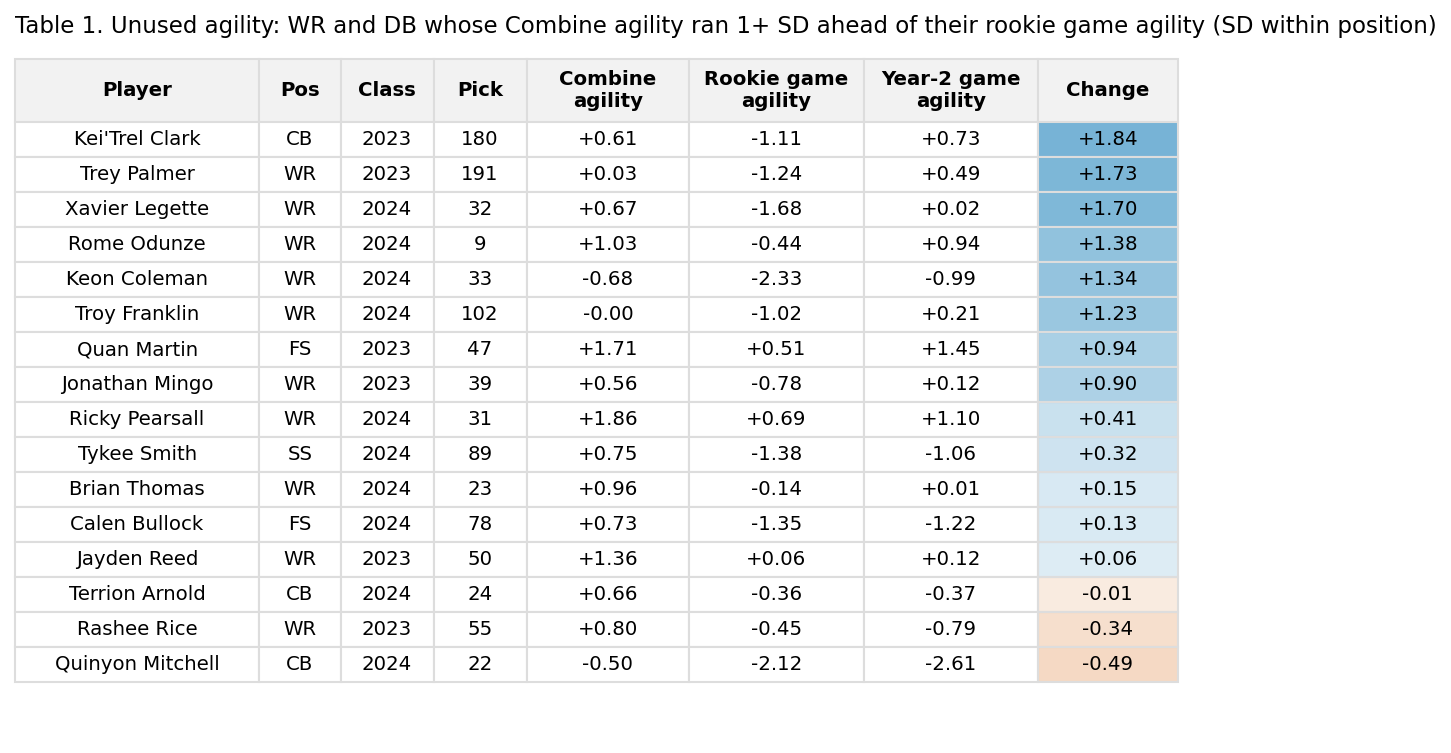 Table 1. Unused agility: WR and DB whose Combine agility ran 1+ SD ahead of their rookie game agility (SD within position)
Player Pos Class Pick Combine agility Rookie game agility Year-2 game agility Change
Kei'Trel Clark CB 2023 180 +0.61 -1.11 +0.73 +1.84
Trey Palmer WR 2023 191 +0.03 -1.24 +0.49 +1.73
Xavier Legette WR 2024 32 +0.67 -1.68 +0.02 +1.70
Rome Odunze WR 2024 9 +1.03 -0.44 +0.94 +1.38
Keon Coleman WR 2024 33 -0.68 -2.33 -0.99 +1.34
Troy Franklin WR 2024 102 -0.00 -1.02 +0.21 +1.23
Quan Martin FS 2023 47 +1.71 +0.51 +1.45 +0.94
Jonathan Mingo WR 2023 39 +0.56 -0.78 +0.12 +0.90
Ricky Pearsall WR 2024 31 +1.86 +0.69 +1.10 +0.41
Tykee Smith SS 2024 89 +0.75 -1.38 -1.06 +0.32
Brian Thomas WR 2024 23 +0.96 -0.14 +0.01 +0.15
Calen Bullock FS 2024 78 +0.73 -1.35 -1.22 +0.13
Jayden Reed WR 2023 50 +1.36 +0.06 +0.12 +0.06
Terrion Arnold CB 2024 24 +0.66 -0.36 -0.37 -0.01
Rashee Rice WR 2023 55 +0.80 -0.45 -0.79 -0.34
Quinyon Mitchell CB 2024 22 -0.50 -2.12 -2.61 -0.49